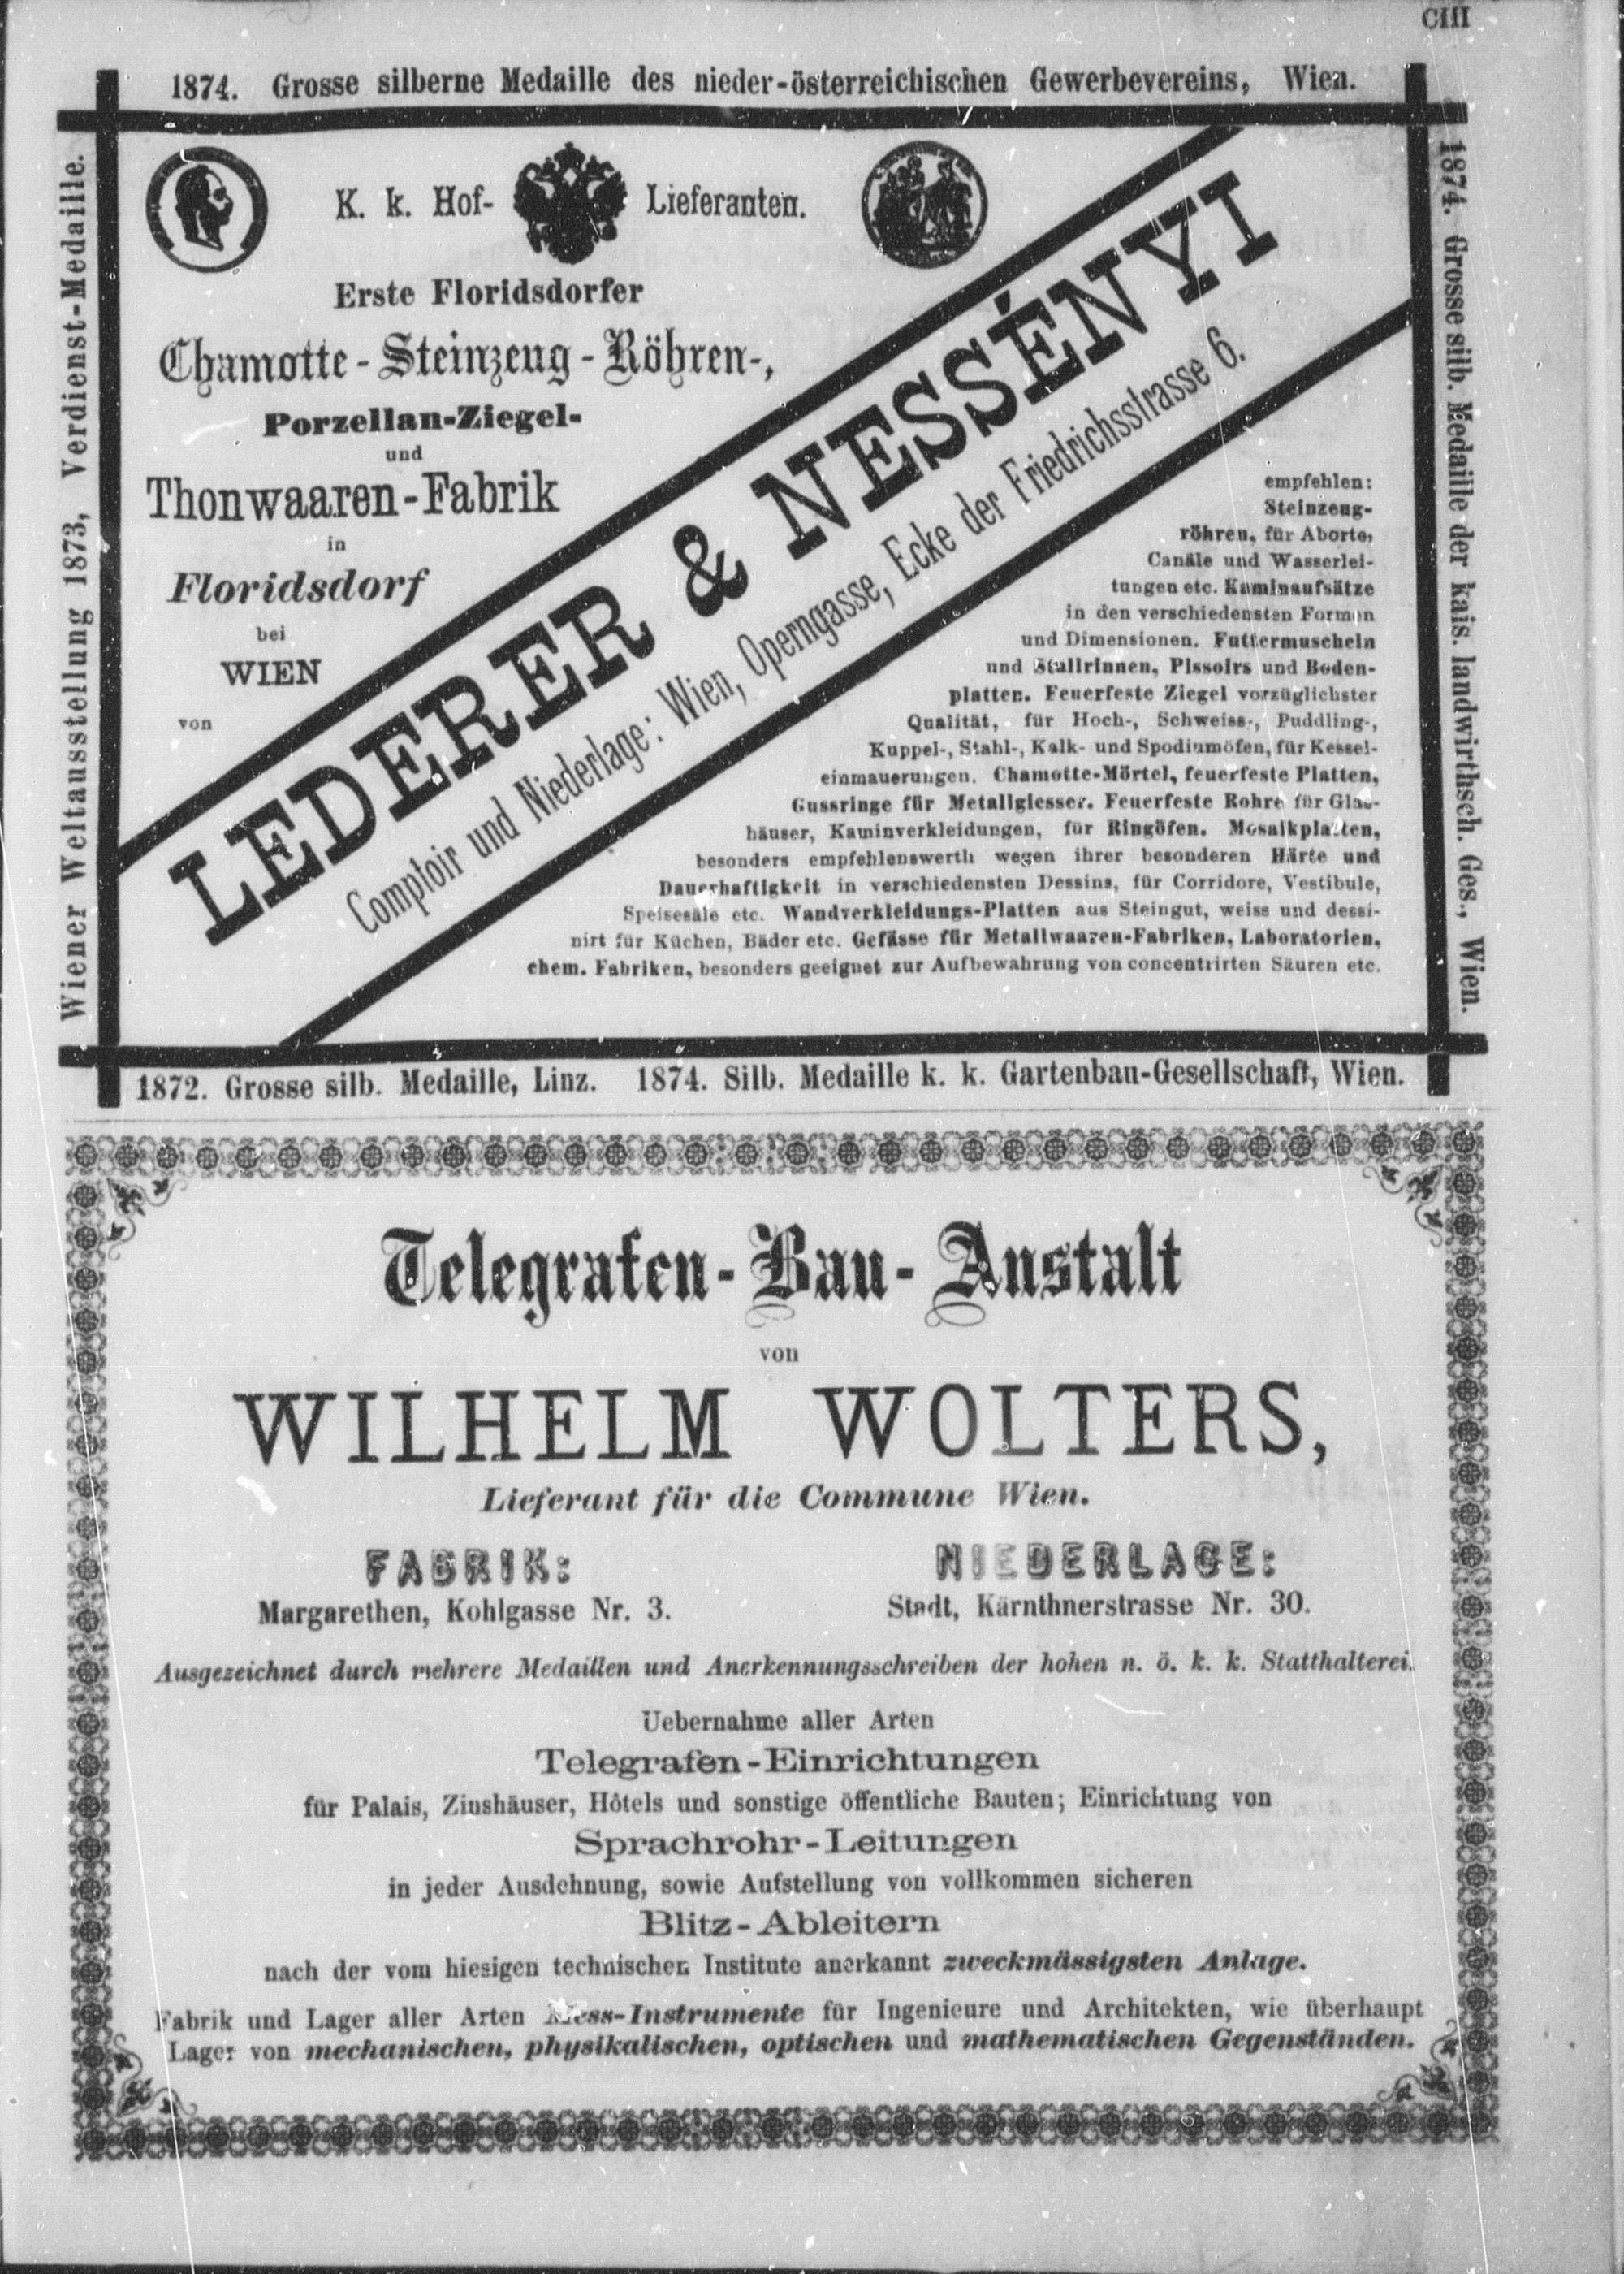 CIII
1874. Grosse silberne Medaille des nieder-österreichischen Gewerbevereins, Wien.
Wiener Weltausstellung 1873, Verdienst-Medaille.
K. k. Hof- Lieferanten.
Erste Floridsdorfer
Chamotte-Steinzeug-Röhren-,
Porzellan-Ziegel-
und
Thonwaaren-Fabrik
in
Floridsdorf
bei
WIEN
von
LEDERER & NESSÉNYI
Comptoir und Niederlage: Wien, Operngasse, Ecke der Friedrichsstrasse 6.
empfehlen:
Steinzeug-
röhren, für Aborte,
Canäle und Wasserlei-
tungen etc. Kaminaufsätze
in den verschiedensten Formen
und Dimensionen. Futtermuscheln
und Stallrinnen, Pissoirs und Boden-
platten. Feuerfeste Ziegel vorzüglichster
Qualität, für Hoch-, Schweiss-, Puddling-,
Kuppel-, Stahl-, Kalk- und Spodiumöfen, für Kessel-
einmauerungen. Chamotte-Mörtel, feuerfeste Platten,
Gussringe für Metallgiesser. Feuerfeste Rohre für Glas-
häuser, Kaminverkleidungen, für Ringöfen. Mosaikplatten,
besonders empfehlenswerth wegen ihrer besonderen Härte und
Dauerhaftigkeit in verschiedensten Dessins, für Corridore, Vestibule,
Speisesäle etc. Wandverkleidungs-Platten aus Steingut, weiss und dessi-
nirt für Küchen, Bäder etc. Gefässe für Metallwaaren-Fabriken, Laboratorien,
chem. Fabriken, besonders geeignet zur Aufbewahrung von concentrirten Säuren etc.
1874. Grosse silb. Medaille der kais. landwirthsch. Ges., Wien.
1872. Grosse silb. Medaille, Linz. 1874. Silb. Medaille k. k. Gartenbau-Gesellschaft, Wien.
Telegrafen-Bau-Anstalt
von
WILHELM WOLTERS,
Lieferant für die Commune Wien.
FABRIK:
Margarethen, Kohlgasse Nr. 3.
NIEDERLAGE:
Stadt, Kärnthnerstrasse Nr. 30.
Ausgezeichnet durch mehrere Medaillen und Anerkennungsschreiben der hohen n. ö. k. k. Statthalterei.
Uebernahme aller Arten
Telegrafen-Einrichtungen
für Palais, Zinshäuser, Hôtels und sonstige öffentliche Bauten; Einrichtung von
Sprachrohr-Leitungen
in jeder Ausdehnung, sowie Aufstellung von vollkommen sicheren
Blitz-Ableitern
nach der vom hiesigen technischen Institute anerkannt zweckmässigsten Anlage.
Fabrik und Lager aller Arten Mess-Instrumente für Ingenieure und Architekten, wie überhaupt
Lager von mechanischen, physikalischen, optischen und mathematischen Gegenständen.